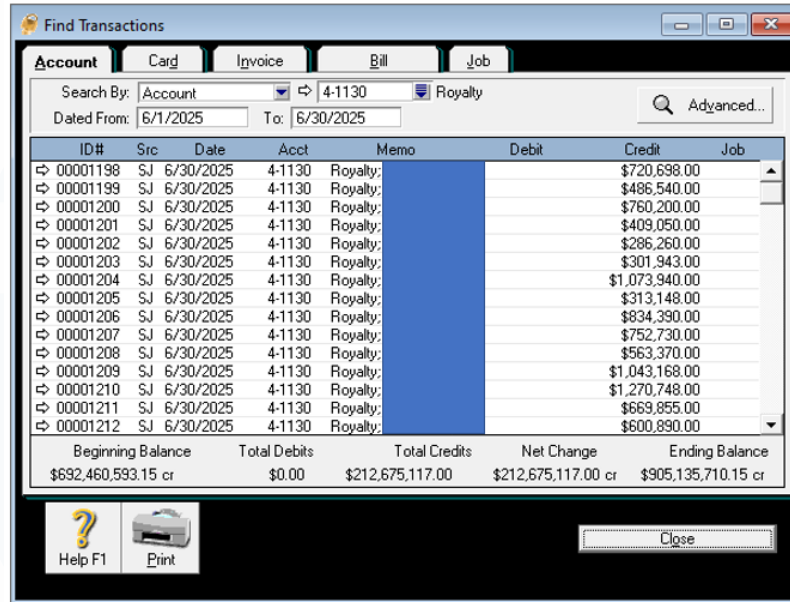 Find Transactions
Account Card Invoice Bill Job
Search By: Account 4-1130 Royalty
Advanced...
Dated From: 6/1/2025 To: 6/30/2025
ID# Src Date Acct Memo Debit Credit Job
00001198 SJ 6/30/2025 4-1130 Royalty; $720,698.00
00001199 SJ 6/30/2025 4-1130 Royalty; $486,540.00
00001200 SJ 6/30/2025 4-1130 Royalty; $760,200.00
00001201 SJ 6/30/2025 4-1130 Royalty; $409,050.00
00001202 SJ 6/30/2025 4-1130 Royalty; $286,260.00
00001203 SJ 6/30/2025 4-1130 Royalty; $301,943.00
00001204 SJ 6/30/2025 4-1130 Royalty; $1,073,940.00
00001205 SJ 6/30/2025 4-1130 Royalty; $313,148.00
00001206 SJ 6/30/2025 4-1130 Royalty; $834,390.00
00001207 SJ 6/30/2025 4-1130 Royalty; $752,730.00
00001208 SJ 6/30/2025 4-1130 Royalty; $563,370.00
00001209 SJ 6/30/2025 4-1130 Royalty; $1,043,168.00
00001210 SJ 6/30/2025 4-1130 Royalty; $1,270,748.00
00001211 SJ 6/30/2025 4-1130 Royalty; $669,855.00
00001212 SJ 6/30/2025 4-1130 Royalty; $600,890.00
Beginning Balance Total Debits Total Credits Net Change Ending Balance
$692,460,593.15 cr $0.00 $212,675,117.00 $212,675,117.00 cr $905,135,710.15 cr
Help F1 Print Close